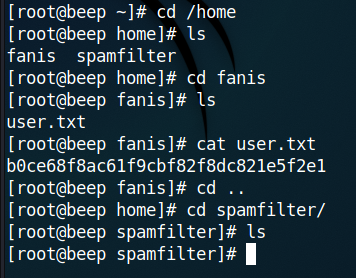 [root@beep ~]# cd /home
[root@beep home]# ls
fanis  spamfilter
[root@beep home]# cd fanis
[root@beep fanis]# ls
user.txt
[root@beep fanis]# cat user.txt
b0ce68f8ac61f9cbf82f8dc821e5f2e1
[root@beep fanis]# cd ..
[root@beep home]# cd spamfilter/
[root@beep spamfilter]# ls
[root@beep spamfilter]#